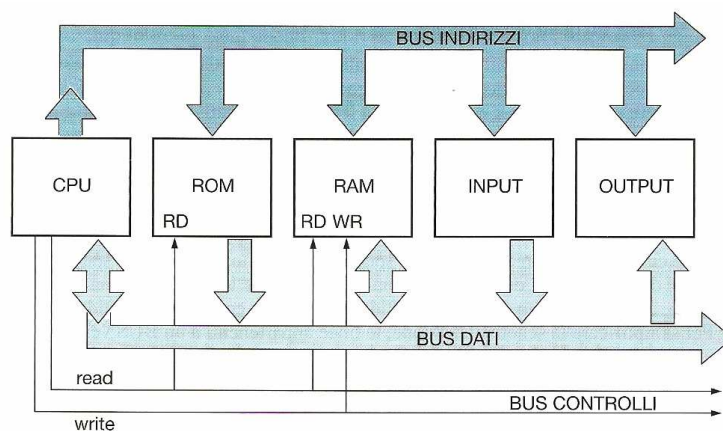 BUS INDIRIZZI
CPU
ROM
RAM
INPUT
OUTPUT
RD
RD WR
BUS DATI
read
BUS CONTROLLI
write